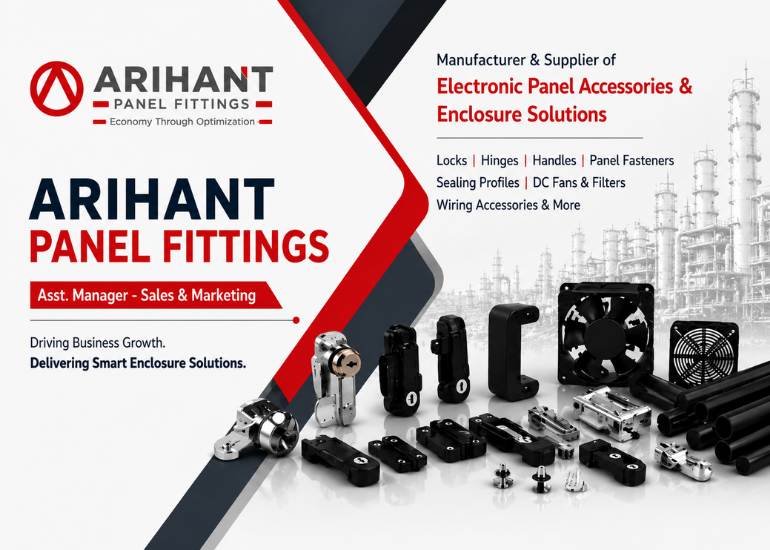 ARIHANT
PANEL FITTINGS
Economy Through Optimization
ARIHANT
PANEL FITTINGS
Asst. Manager - Sales & Marketing
Driving Business Growth.
Delivering Smart Enclosure Solutions.
Manufacturer & Supplier of
Electronic Panel Accessories &
Enclosure Solutions
Locks | Hinges | Handles | Panel Fasteners
Sealing Profiles | DC Fans & Filters
Wiring Accessories & More